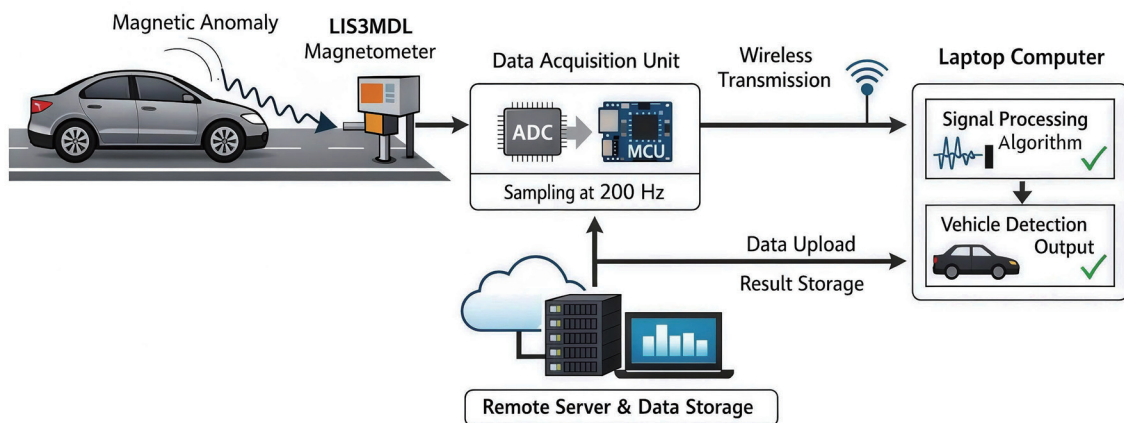 Magnetic Anomaly
LIS3MDL
Magnetometer
Data Acquisition Unit
ADC
MCU
Sampling at 200 Hz
Wireless
Transmission
Laptop Computer
Signal Processing
Algorithm
Vehicle Detection
Output
Data Upload
Result Storage
Remote Server & Data Storage